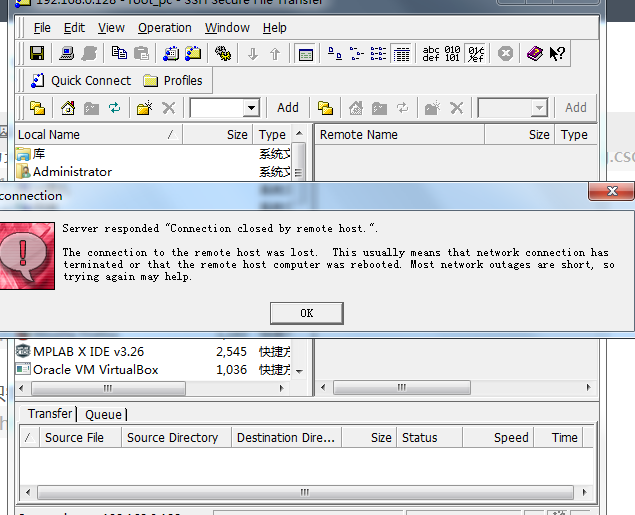 192.168.0.128 - root_pc - SSH Secure File Transfer
File Edit View Operation Window Help
abc def 010 101
Quick Connect Profiles
Add Add
Local Name / Size Type Remote Name Size Type
库 系统文
Administrator 系统文
connection
Server responded "Connection closed by remote host.".
The connection to the remote host was lost. This usually means that network connection has
terminated or that the remote host computer was rebooted. Most network outages are short, so
trying again may help.
OK
MPLAB X IDE v3.26 2,545 快捷方
Oracle VM VirtualBox 1,036 快捷方
Transfer Queue
/ Source File Source Directory Destination Dire... Size Status Speed Time